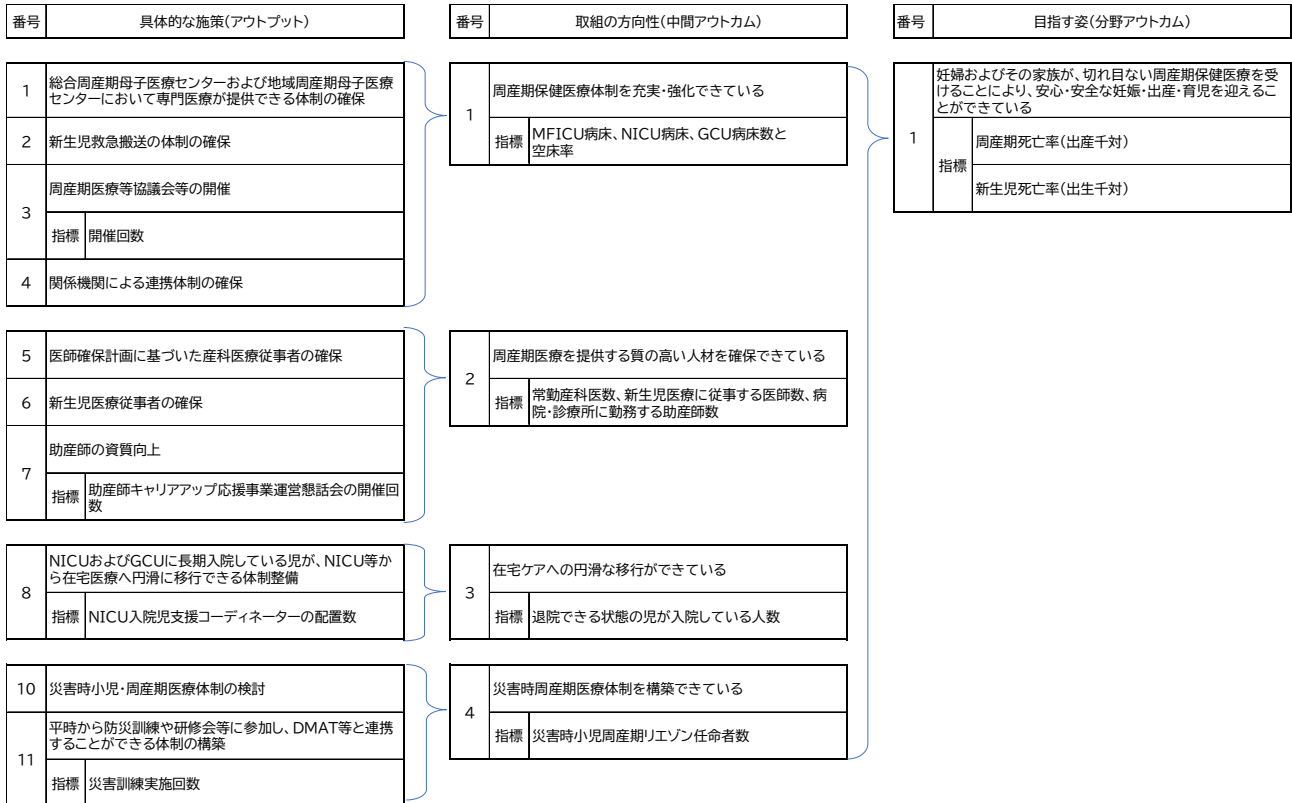 番号
具体的な施策(アウトプット)
番号
取組の方向性(中間アウトカム)
番号
目指す姿(分野アウトカム)
1
総合周産期母子医療センターおよび地域周産期母子医療
センターにおいて専門医療が提供できる体制の確保
2
新生児救急搬送の体制の確保
3
周産期医療等協議会等の開催
指標
開催回数
4
関係機関による連携体制の確保
1
周産期保健医療体制を充実・強化できている
指標
MFICU病床、NICU病床、GCU病床数と
空床率
1
妊婦およびその家族が、切れ目ない周産期保健医療を受
けることにより、安心・安全な妊娠・出産・育児を迎えるこ
とができている
指標
周産期死亡率(出産千対)
新生児死亡率(出生千対)
5
医師確保計画に基づいた産科医療従事者の確保
6
新生児医療従事者の確保
7
助産師の資質向上
指標
助産師キャリアアップ応援事業運営懇話会の開催回
数
2
周産期医療を提供する質の高い人材を確保できている
指標
常勤産科医数、新生児医療に従事する医師数、病
院・診療所に勤務する助産師数
8
NICUおよびGCUに長期入院している児が、NICU等か
ら在宅医療へ円滑に移行できる体制整備
指標
NICU入院児支援コーディネーターの配置数
3
在宅ケアへの円滑な移行ができている
指標
退院できる状態の児が入院している人数
10
災害時小児・周産期医療体制の検討
11
平時から防災訓練や研修会等に参加し、DMAT等と連携
することができる体制の構築
指標
災害訓練実施回数
4
災害時周産期医療体制を構築できている
指標
災害時小児周産期リエゾン任命者数